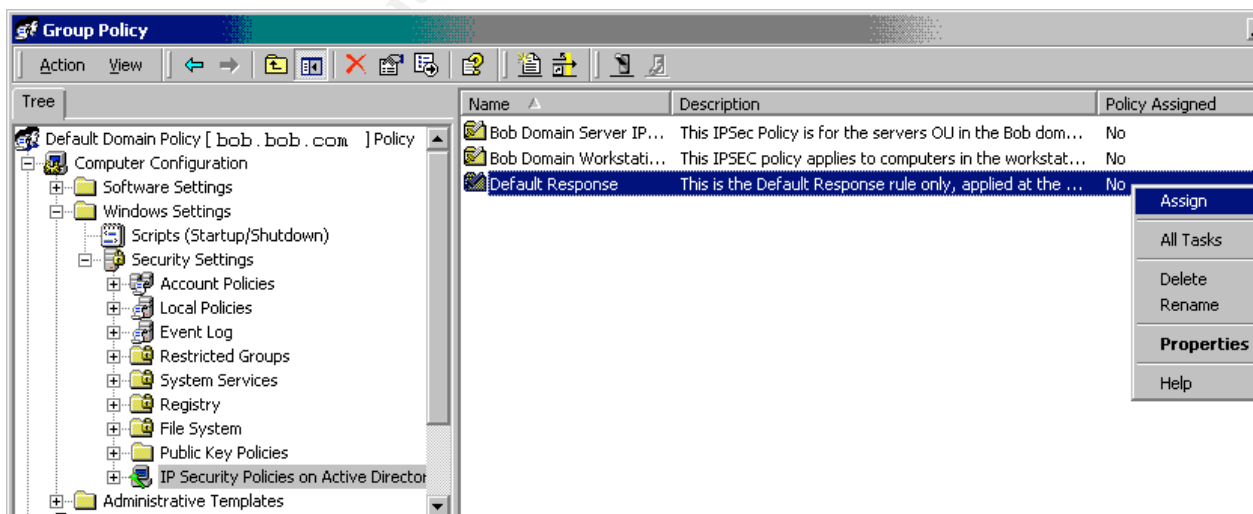 Group Policy
Action View
Tree
Name Description Policy Assigned
Default Domain Policy [ bob.bob.com ] Policy
Computer Configuration
Software Settings
Windows Settings
Scripts (Startup/Shutdown)
Security Settings
Account Policies
Local Policies
Event Log
Restricted Groups
System Services
Registry
File System
Public Key Policies
IP Security Policies on Active Director
Administrative Templates
Bob Domain Server IP... This IPSec Policy is for the servers OU in the Bob dom... No
Bob Domain Workstati... This IPSEC policy applies to computers in the workstat... No
Default Response This is the Default Response rule only, applied at the ... No
Assign
All Tasks
Delete
Rename
Properties
Help